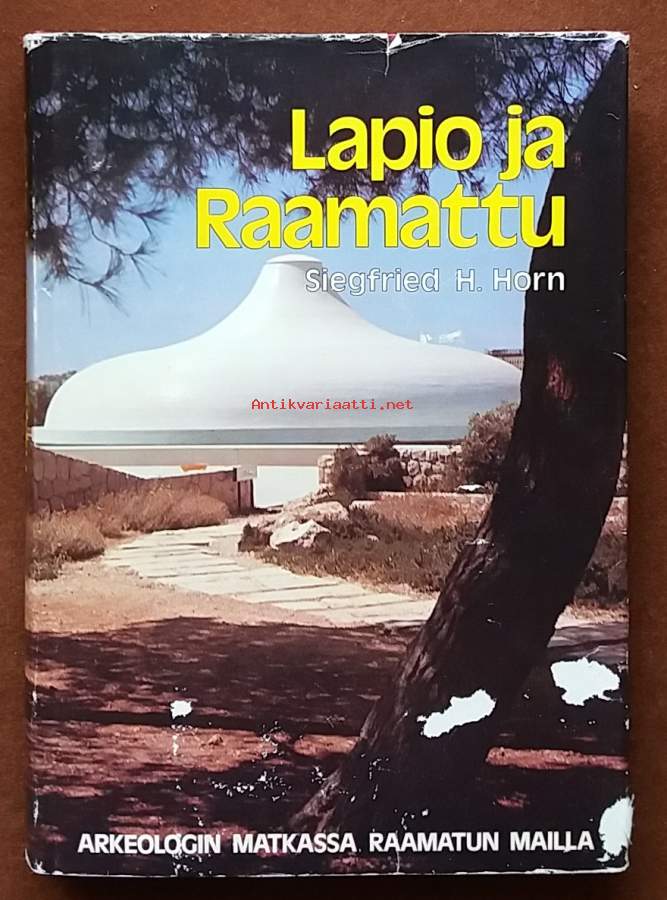 Lapio ja
Raamattu
Siegfried H. Horn
Antikvariaatti.net
ARKEOLOGIN MATKASSA RAAMATUN MAILLA